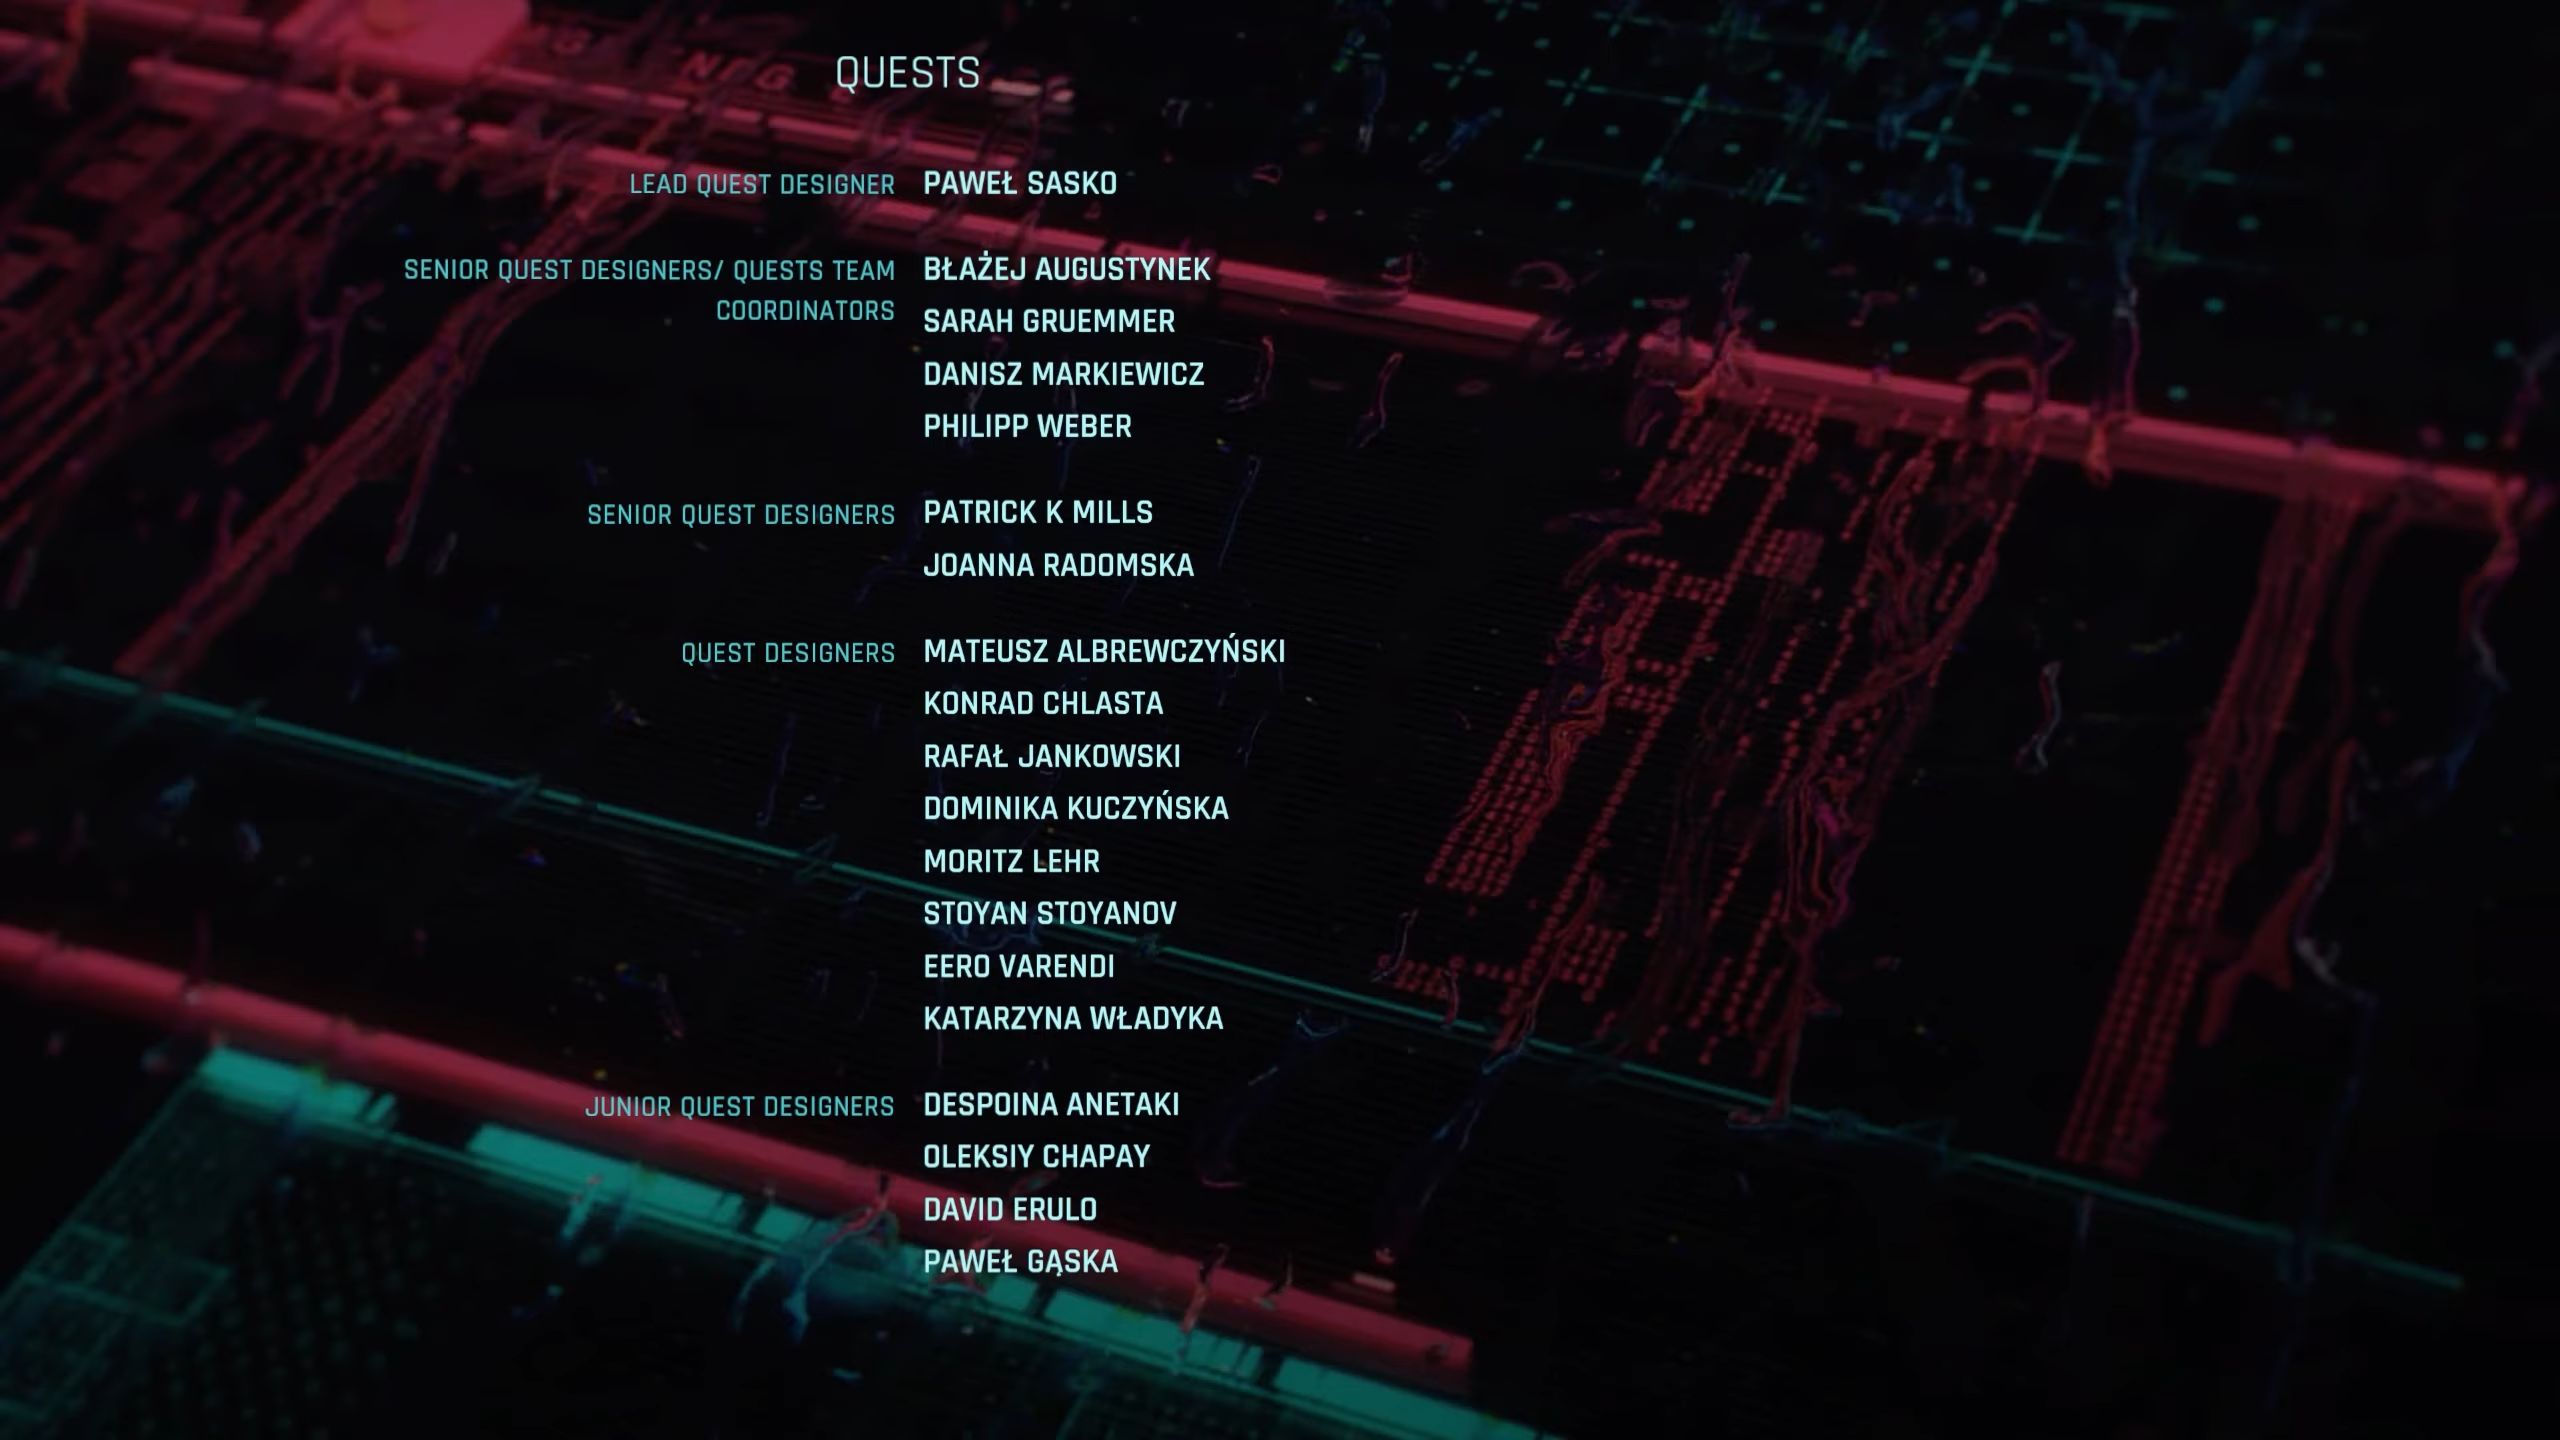 QUESTS
LEAD QUEST DESIGNER PAWEŁ SASKO
SENIOR QUEST DESIGNERS/ QUESTS TEAM BŁAŻEJ AUGUSTYNEK
COORDINATORS SARAH GRUEMMER
DANISZ MARKIEWICZ
PHILIPP WEBER
SENIOR QUEST DESIGNERS PATRICK K MILLS
JOANNA RADOMSKA
QUEST DESIGNERS MATEUSZ ALBREWCZYŃSKI
KONRAD CHLASTA
RAFAŁ JANKOWSKI
DOMINIKA KUCZYŃSKA
MORITZ LEHR
STOYAN STOYANOV
EERO VARENDI
KATARZYNA WŁADYKA
JUNIOR QUEST DESIGNERS DESPOINA ANETAKI
OLEKSIY CHAPAY
DAVID ERULO
PAWEŁ GĄSKA